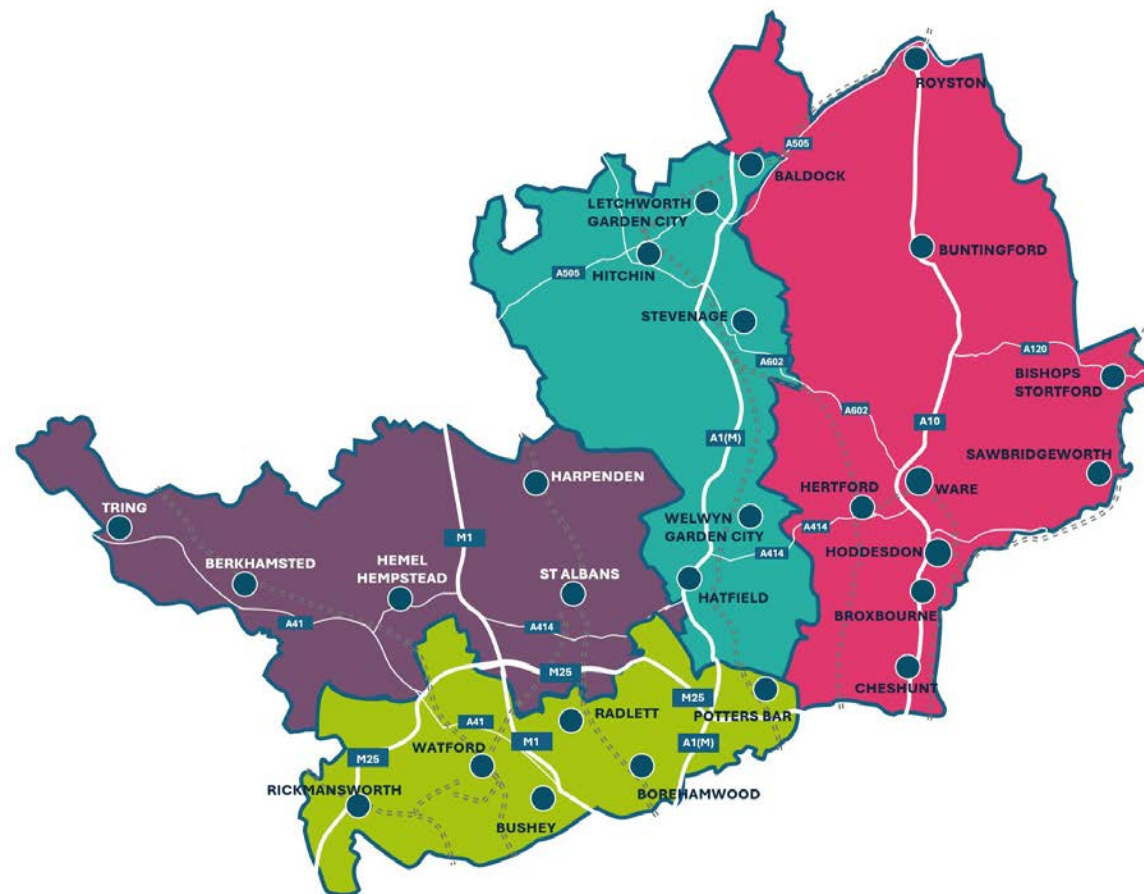 ROYSTON
A505
BALDOCK
LETCHWORTH
GARDEN CITY
BUNTINGFORD
HITCHIN
A505
STEVENAGE
A120
A602
BISHOPS
STORTFORD
A602
A10
A1(M)
SAWBRIDGEWORTH
HARPENDEN
HERTFORD
WARE
TRING
WELWYN
GARDEN CITY
A414
M1
A414
HODDESDON
BERKHAMSTED
HEMEL
HEMPSTEAD
ST ALBANS
HATFIELD
BROXBOURNE
A41
A414
M25
CHESHUNT
M25
RADLETT
POTTERS BAR
A41
M1
A1(M)
WATFORD
M25
RICKMANSWORTH
BOREHAMWOOD
BUSHEY